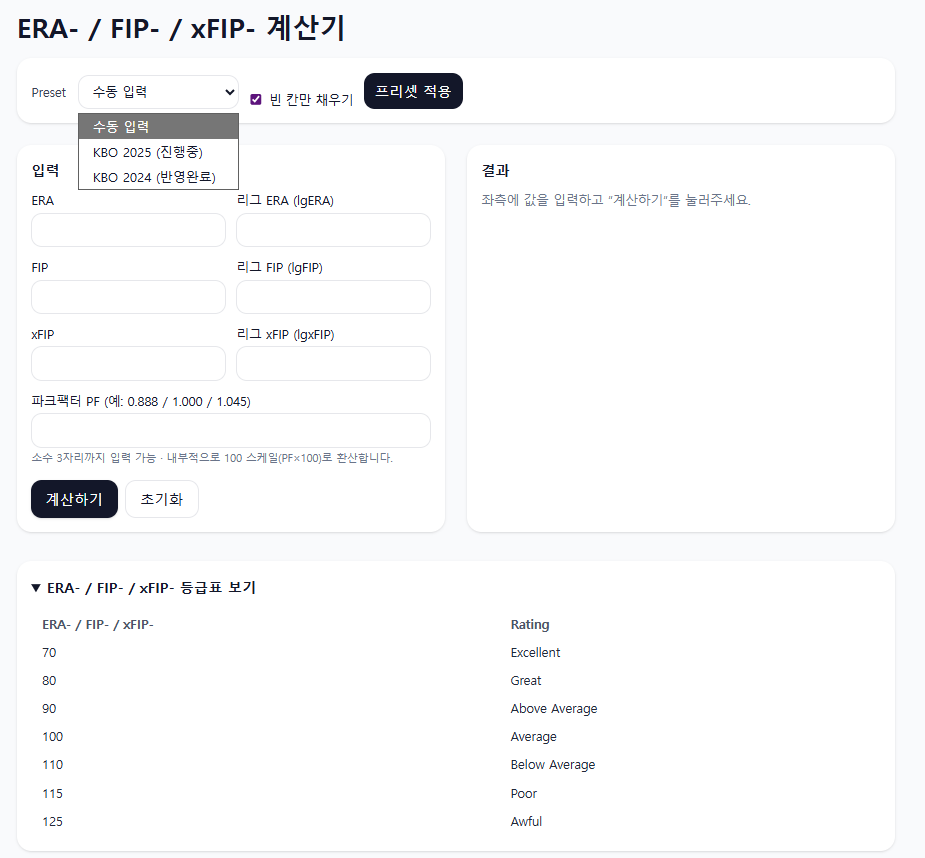 ERA- / FIP- / xFIP- 계산기
Preset 수동 입력 빈 칸만 채우기 프리셋 적용
수동 입력
KBO 2025 (진행중)
KBO 2024 (반영완료)
입력
ERA 리그 ERA (lgERA)
FIP 리그 FIP (lgFIP)
xFIP 리그 xFIP (lgxFIP)
파크팩터 PF (예: 0.888 / 1.000 / 1.045)
소수 3자리까지 입력 가능 · 내부적으로 100 스케일(PF×100)로 환산합니다.
계산하기 초기화
결과
좌측에 값을 입력하고 "계산하기"를 눌러주세요.
▼ ERA- / FIP- / xFIP- 등급표 보기
ERA- / FIP- / xFIP- Rating
70 Excellent
80 Great
90 Above Average
100 Average
110 Below Average
115 Poor
125 Awful